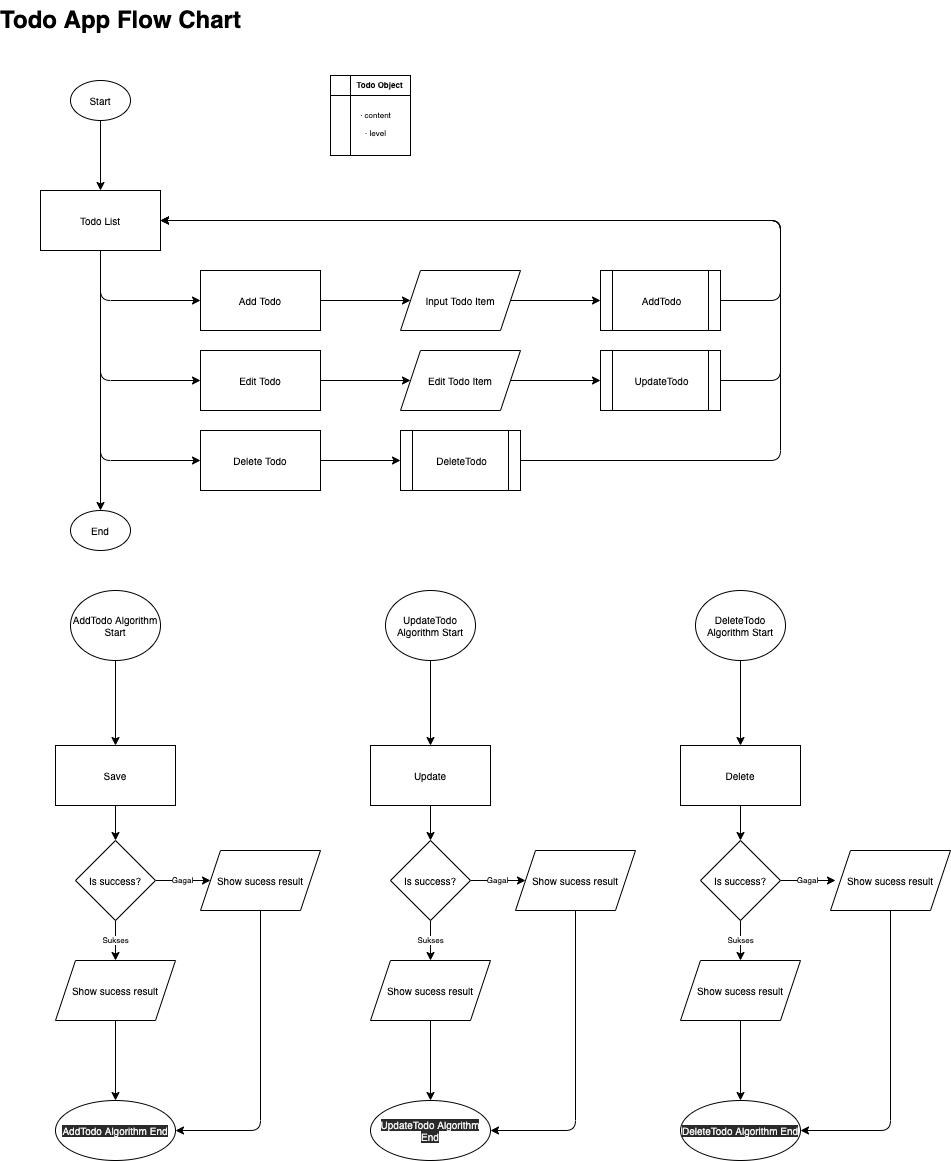 Todo App Flow Chart
Todo Object
Start
- content
- level
Todo List
Add Todo
Input Todo Item
AddTodo
Edit Todo
Edit Todo Item
UpdateTodo
Delete Todo
DeleteTodo
End
AddTodo Algorithm
Start
UpdateTodo
Algorithm Start
DeleteTodo
Algorithm Start
Save
Update
Delete
Is success?
Gagal
Show sucess result
Is success?
Gagal
Show sucess result
Is success?
Gagal
Show sucess result
Sukses
Sukses
Sukses
Show sucess result
Show sucess result
Show sucess result
AddTodo Algorithm End
UpdateTodo Algorithm
End
DeleteTodo Algorithm End